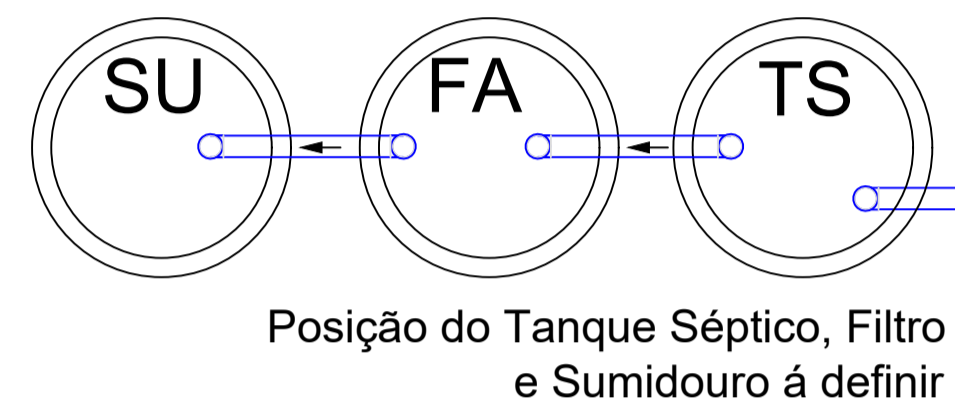 SU
FA
TS
Posição do Tanque Séptico, Filtro
e Sumidouro á definir